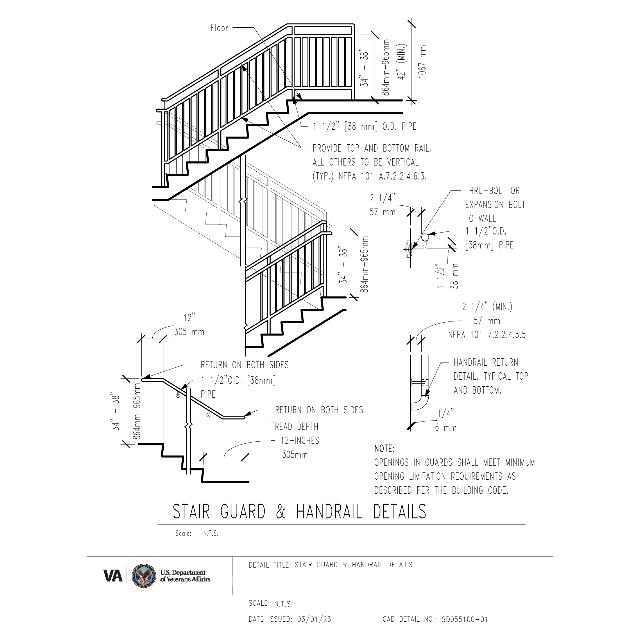 Floor
34" - 38"
864mm-965mm
42" (MIN.)
1067 mm
1 1/2" [38 mm] O.D. PIPE
PROVIDE TOP AND BOTTOM RAIL.
ALL OTHERS TO BE VERTICAL
(TYP.) NFPA 101 A.7.2.2.4.6.3.
2 1/4"
57 mm
THRU-BOLT OR
EXPANSION BOLT
TO WALL
1 1/2"O.D.
[38mm] PIPE
1 1/2"
38 mm
34" - 38"
864mm-965mm
2 1/4" (MIN.)
57 mm
NFPA 101 7.2.2.4.5.5
12"
305 mm
RETURN ON BOTH SIDES
1 1/2"O.D. [38mm]
PIPE
HANDRAIL RETURN
DETAIL. TYPICAL TOP
AND BOTTOM.
34" - 38"
864mm-965mm
RETURN ON BOTH SIDES
TREAD DEPTH
12-INCHES
305mm
1/4"
6 mm
NOTE:
OPENINGS IN GUARDS SHALL MEET MINIMUM
OPENING LIMITATION REQUIREMENTS AS
DESCRIBED PER THE BUILDING CODE.
STAIR GUARD & HANDRAIL DETAILS
Scale: N.T.S.
VA
U.S. Department
of Veterans Affairs
DETAIL TITLE: STAIR GUARD & HANDRAIL DETAILS
SCALE: N.T.S.
DATE ISSUED: 03/01/23 CAD DETAIL NO.: SD055100-01